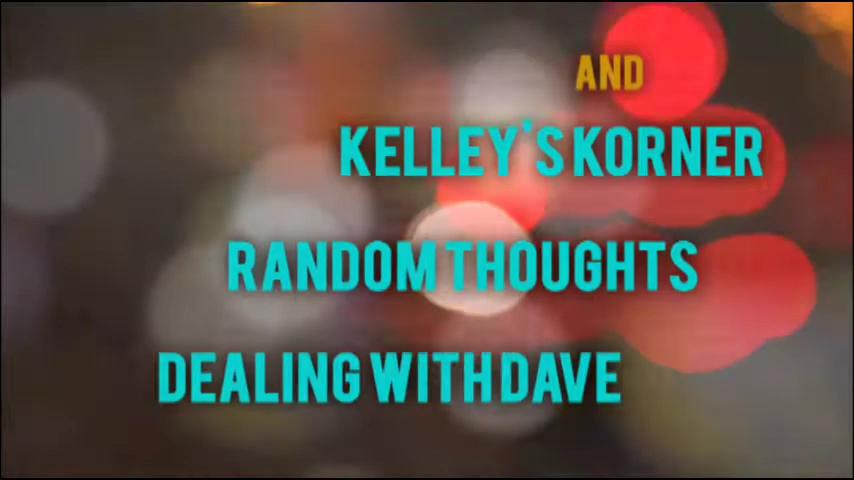 AND
KELLEY'S KORNER
RANDOM THOUGHTS
DEALING WITH DAVE